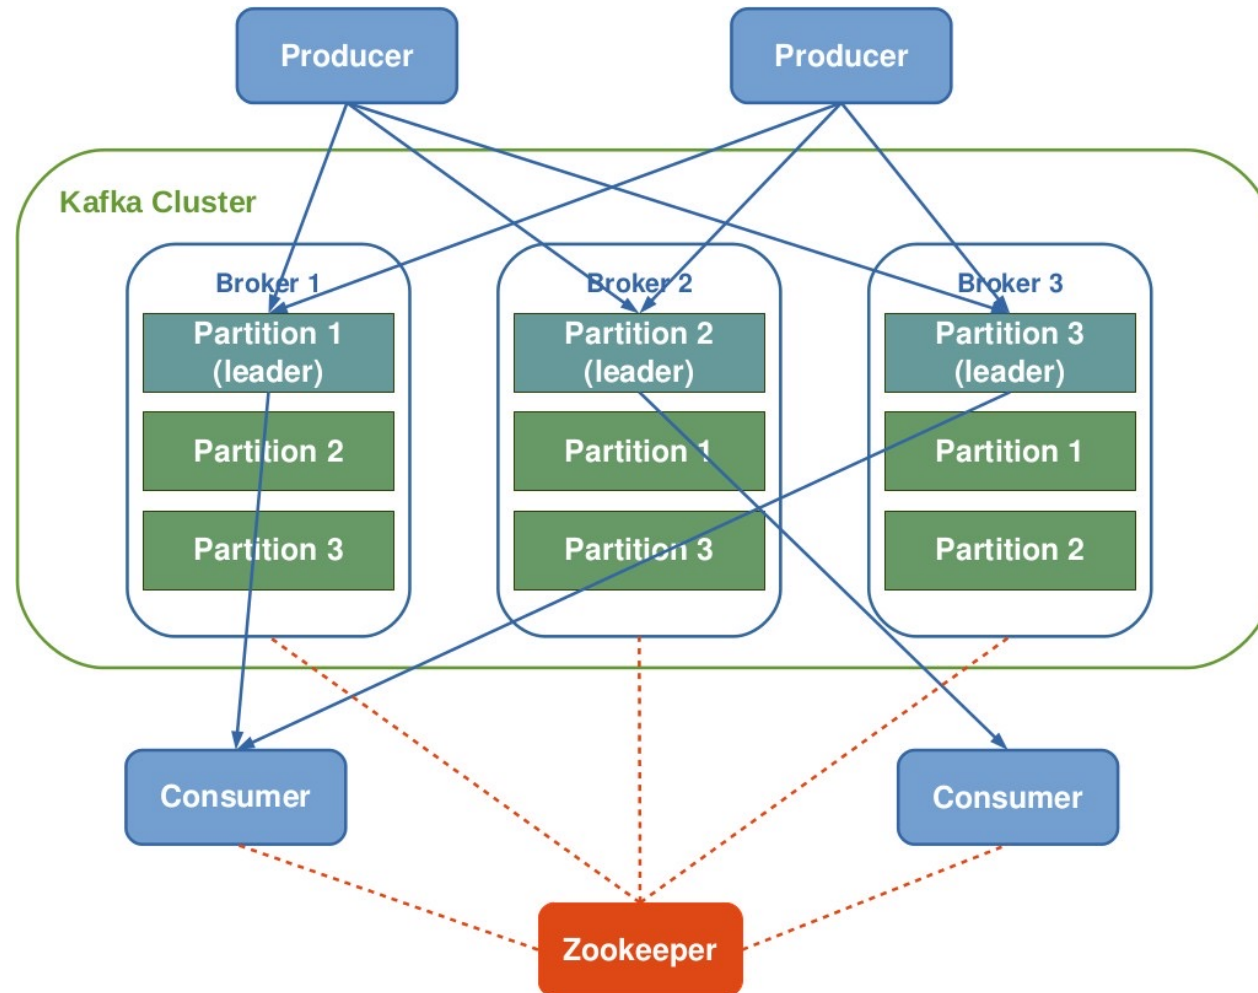 Producer
Producer
Kafka Cluster
Broker 1
Partition 1
(leader)
Partition 2
Partition 3
Broker 2
Partition 2
(leader)
Partition 1
Partition 3
Broker 3
Partition 3
(leader)
Partition 1
Partition 2
Consumer
Consumer
Zookeeper